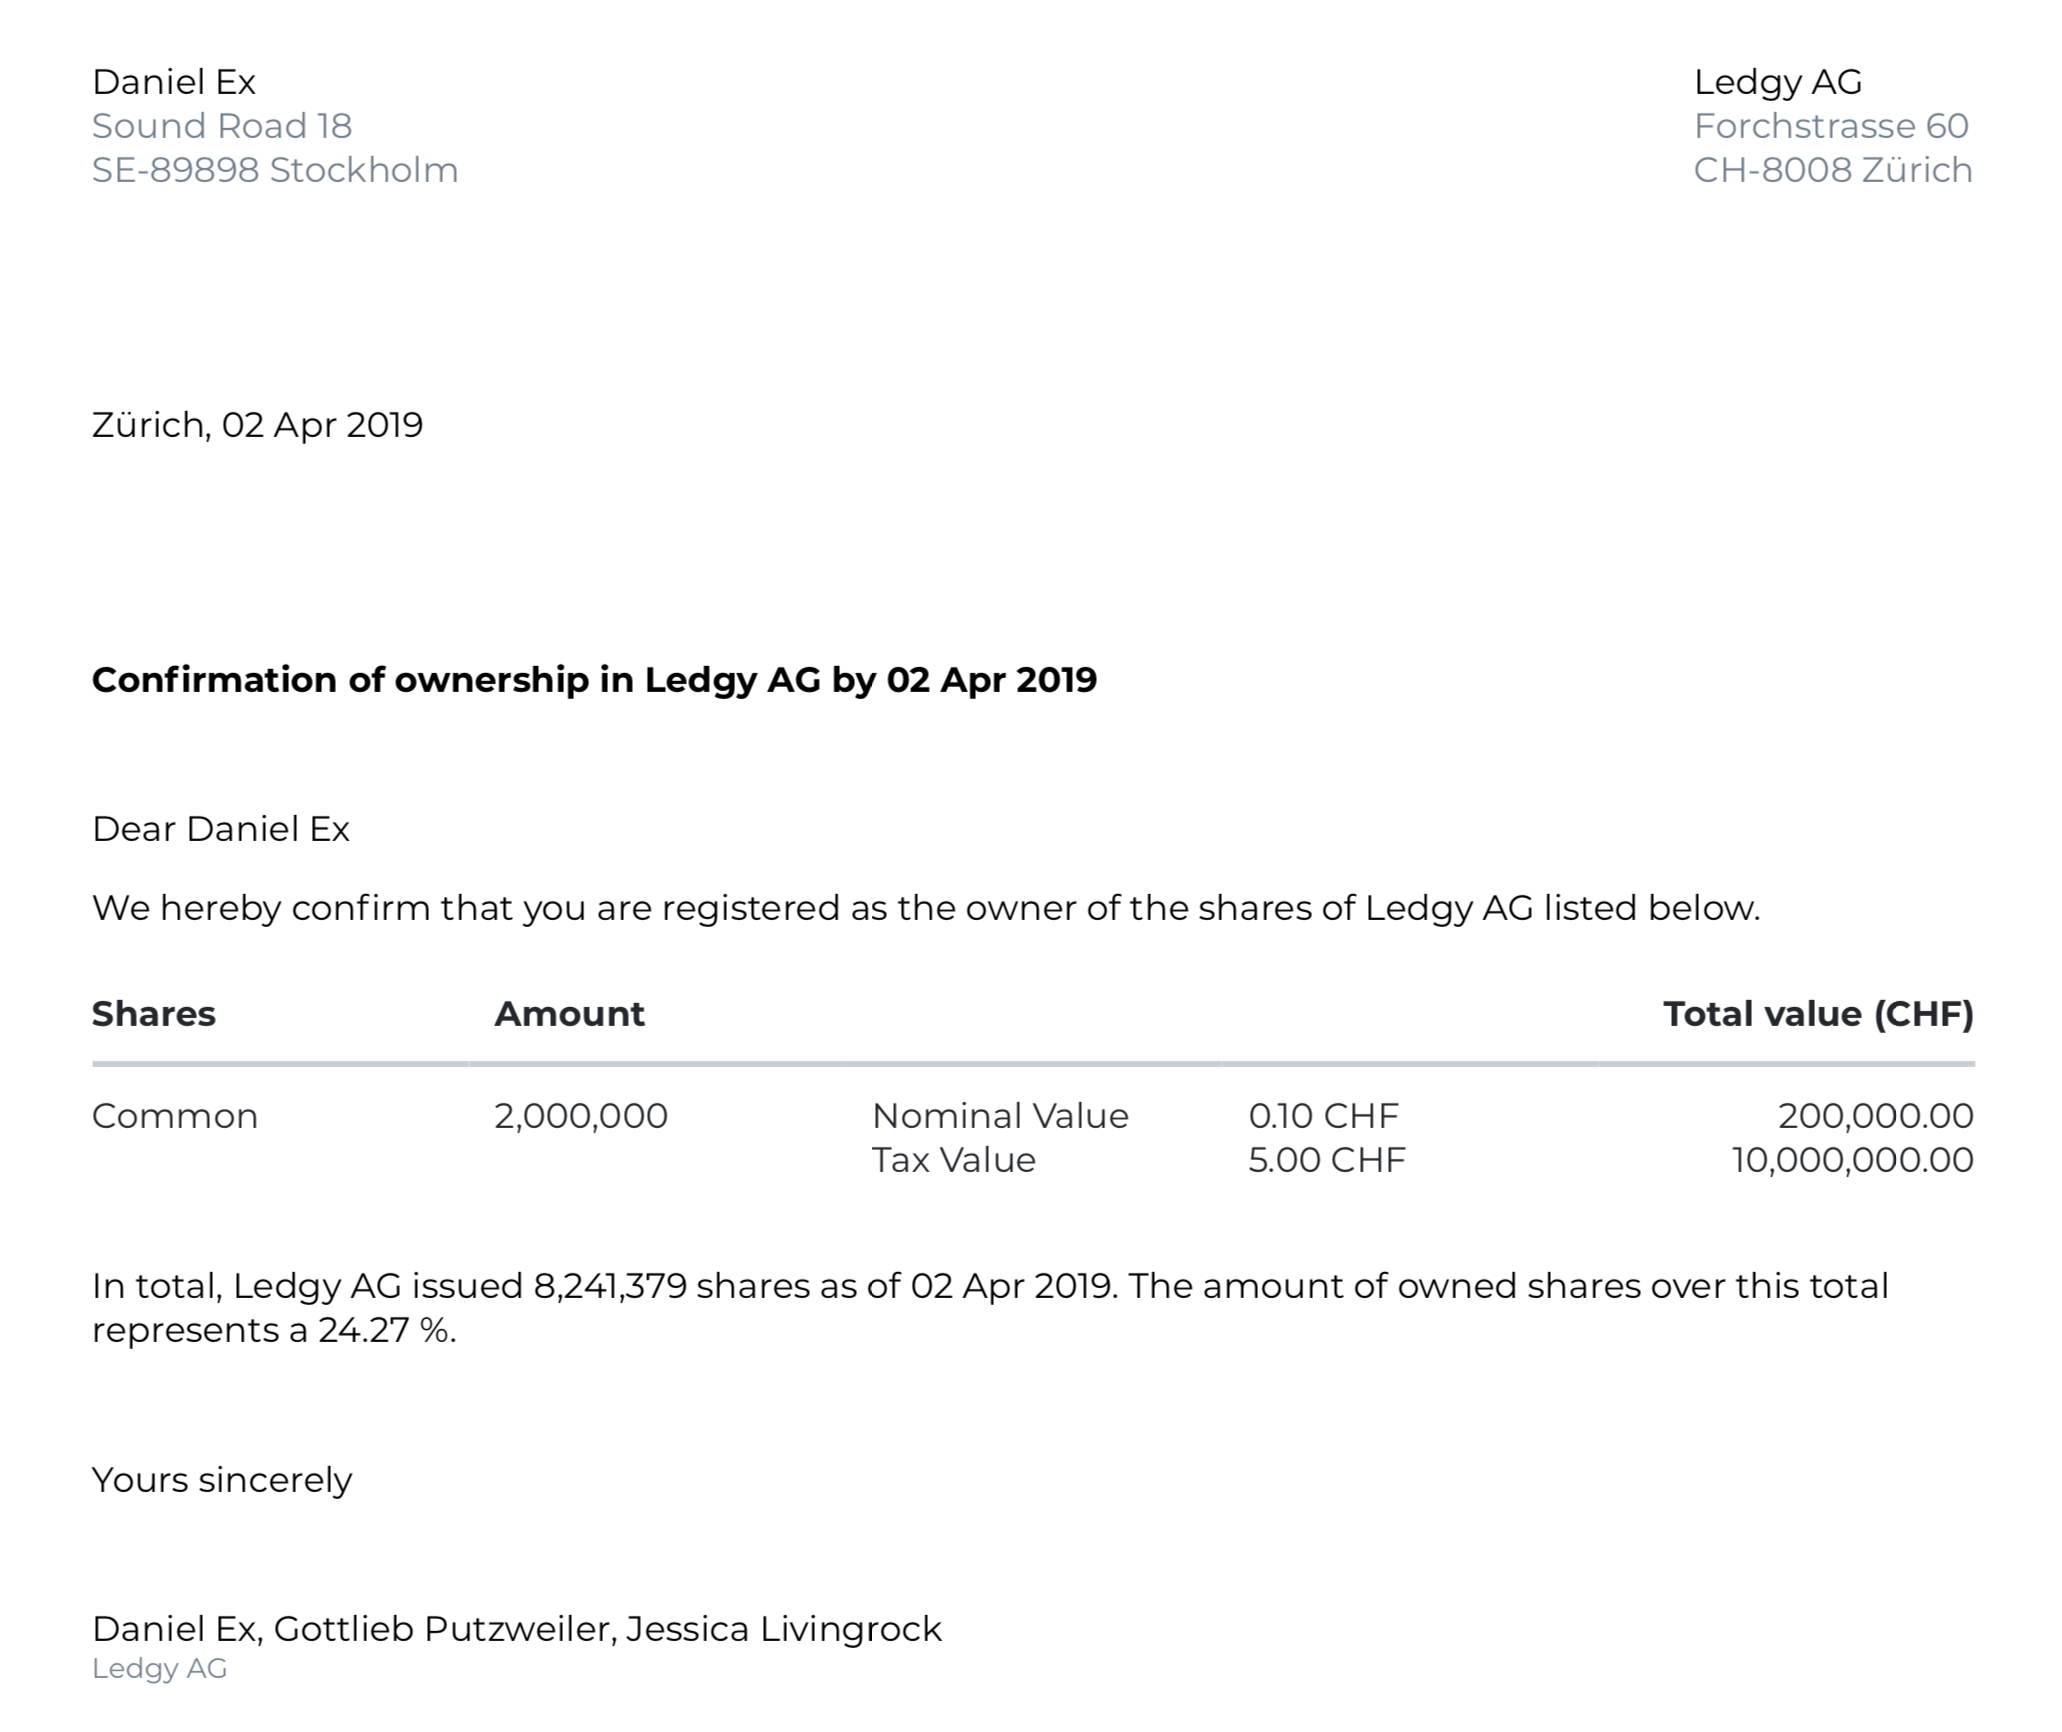 Daniel Ex
Sound Road 18
SE-89898 Stockholm
Ledgy AG
Forchstrasse 60
CH-8008 Zürich
Zürich, 02 Apr 2019
Confirmation of ownership in Ledgy AG by 02 Apr 2019
Dear Daniel Ex
We hereby confirm that you are registered as the owner of the shares of Ledgy AG listed below.
Shares Amount Total value (CHF)
Common 2,000,000 Nominal Value 0.10 CHF 200,000.00
Tax Value 5.00 CHF 10,000,000.00
In total, Ledgy AG issued 8,241,379 shares as of 02 Apr 2019. The amount of owned shares over this total
represents a 24.27 %.
Yours sincerely
Daniel Ex, Gottlieb Putzweiler, Jessica Livingrock
Ledgy AG